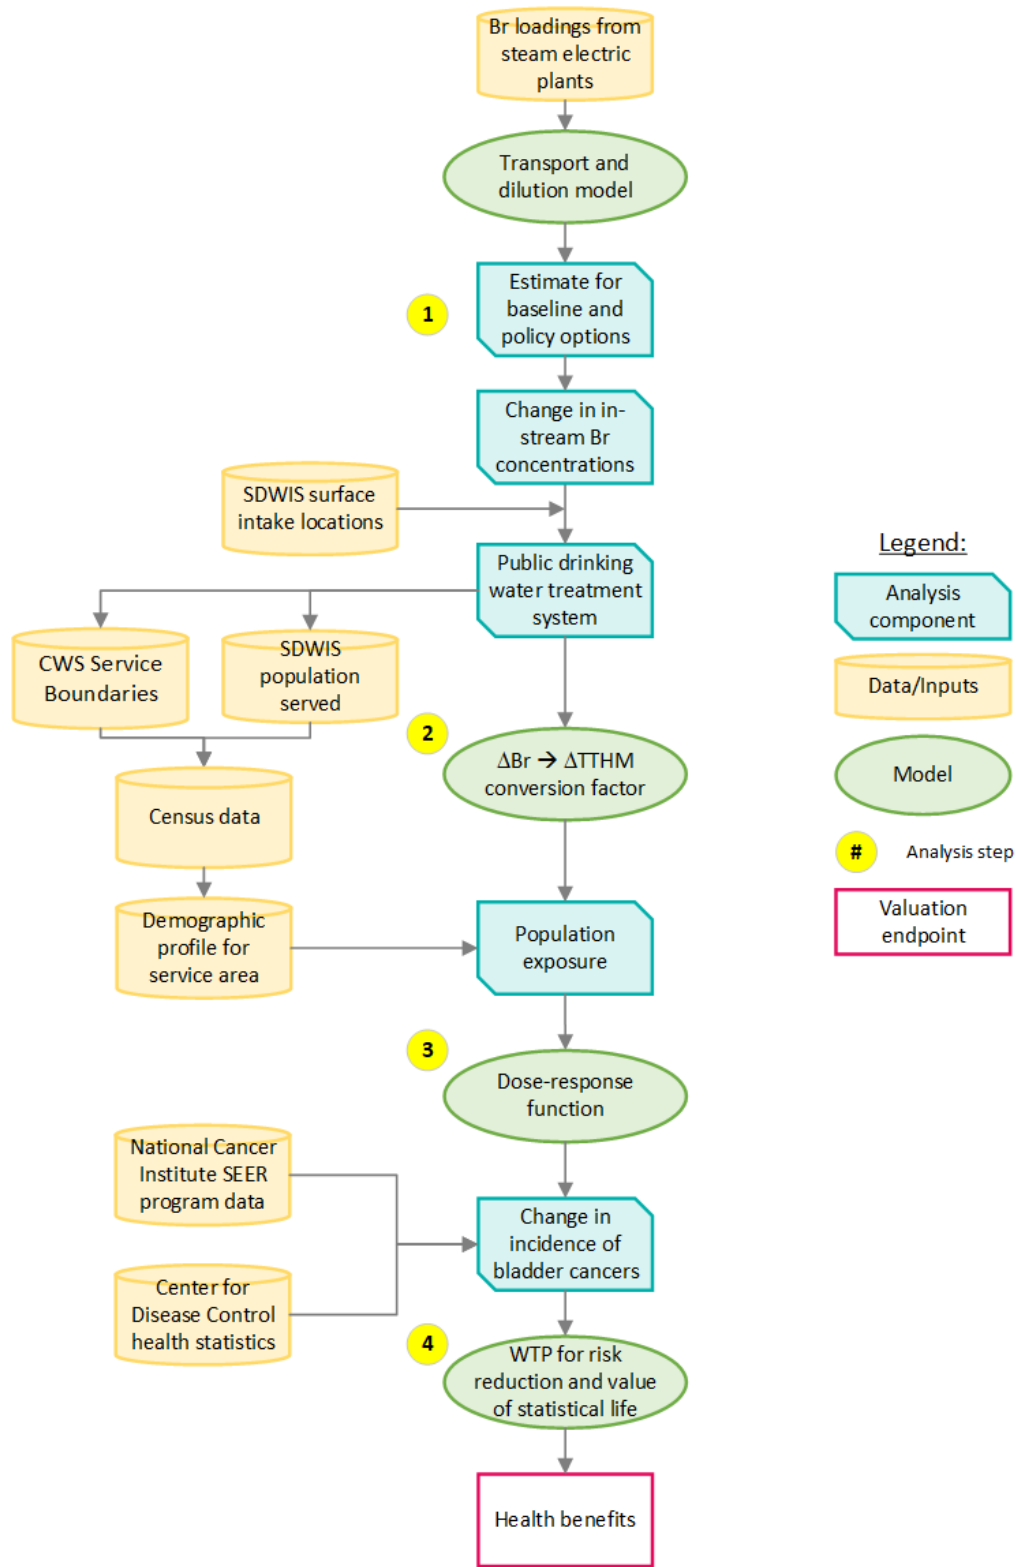 Br loadings from
steam electric
plants
Transport and
dilution model
1
Estimate for
baseline and
policy options
Change in in-
stream Br
concentrations
SDWIS surface
intake locations
Public drinking
water treatment
system
CWS Service
Boundaries
SDWIS
population
served
2
ΔBr → ΔTTHM
conversion factor
Census data
Demographic
profile for
service area
Population
exposure
3
Dose-response
function
National Cancer
Institute SEER
program data
Change in
incidence of
bladder cancers
Center for
Disease Control
health statistics
4
WTP for risk
reduction and value
of statistical life
Health benefits
Legend:
Analysis
component
Data/Inputs
Model
# Analysis step
Valuation
endpoint